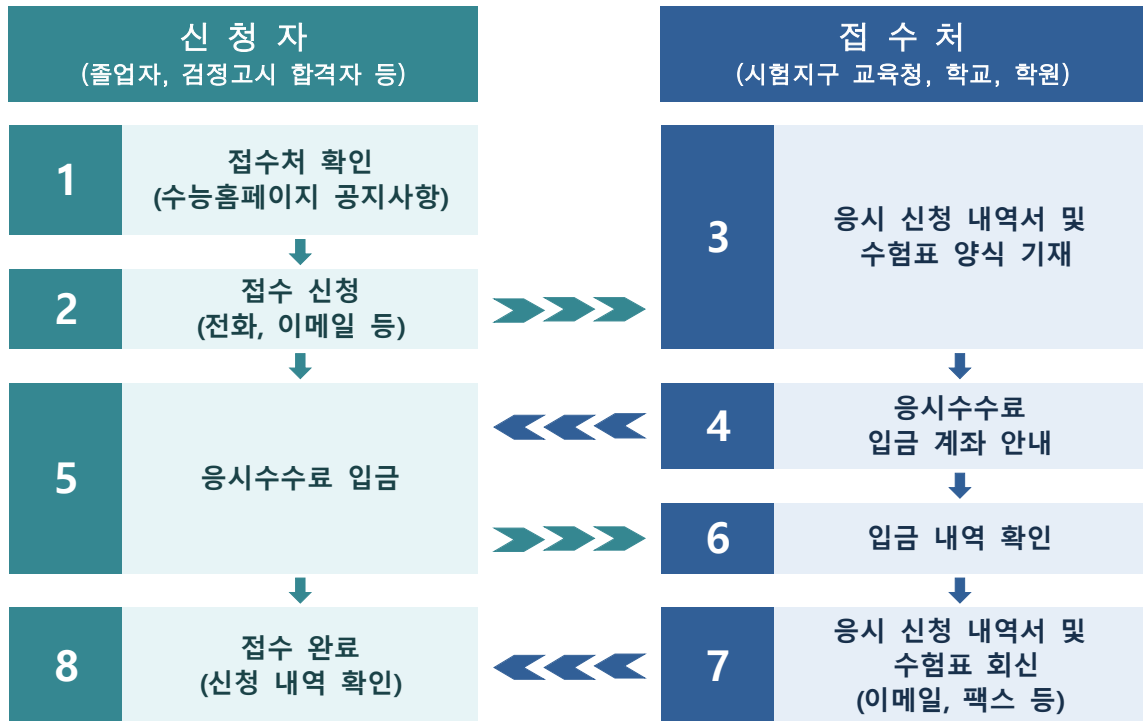 신 청 자
(졸업자, 검정고시 합격자 등)
접 수 처
(시험지구 교육청, 학교, 학원)
1
접수처 확인
(수능홈페이지 공지사항)
2
접수 신청
(전화, 이메일 등)
3
응시 신청 내역서 및
수험표 양식 기재
4
응시수수료
입금 계좌 안내
5
응시수수료 입금
6
입금 내역 확인
7
응시 신청 내역서 및
수험표 회신
(이메일, 팩스 등)
8
접수 완료
(신청 내역 확인)